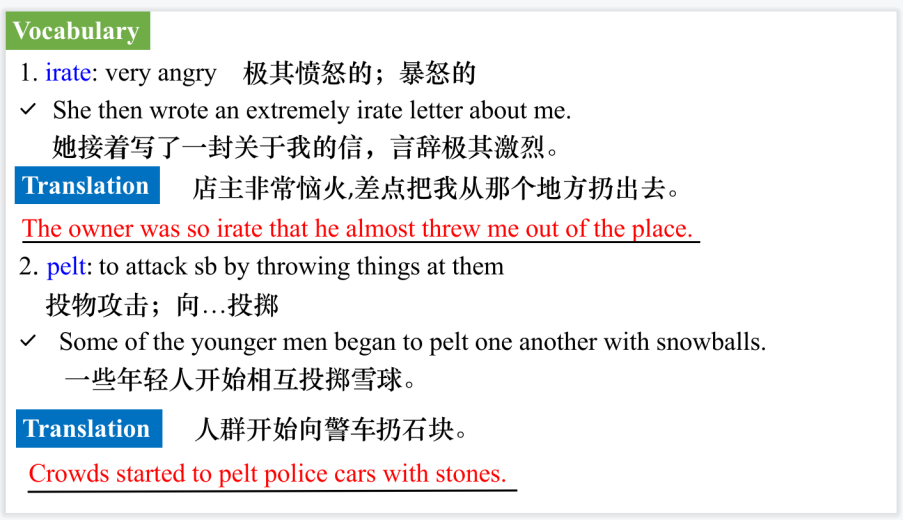 Vocabulary
1. irate: very angry 极其愤怒的；暴怒的
✓ She then wrote an extremely irate letter about me.
她接着写了一封关于我的信，言辞极其激烈。
Translation 店主非常恼火,差点把我从那个地方扔出去。
The owner was so irate that he almost threw me out of the place.
2. pelt: to attack sb by throwing things at them
投物攻击；向…投掷
✓ Some of the younger men began to pelt one another with snowballs.
一些年轻人开始相互投掷雪球。
Translation 人群开始向警车扔石块。
Crowds started to pelt police cars with stones.